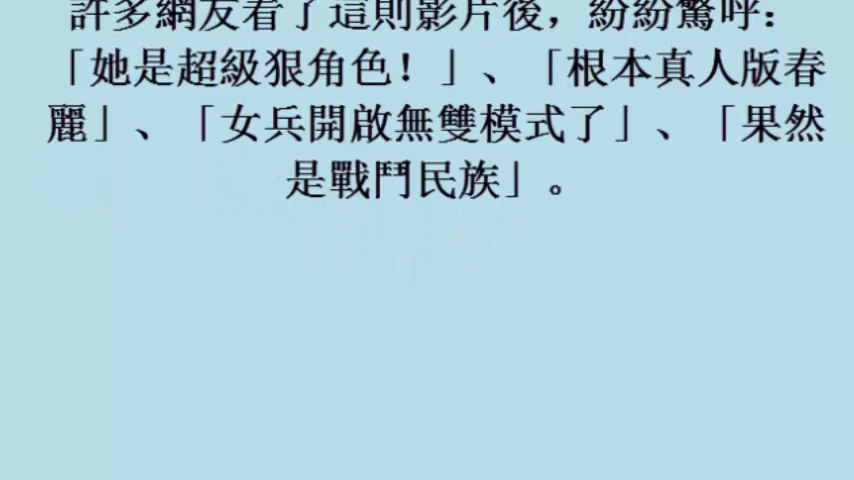 許多網友看了這則影片後，紛紛驚呼：
「她是超級狠角色！」、「根本真人版春
麗」、「女兵開啟無雙模式了」、「果然
是戰鬥民族」。